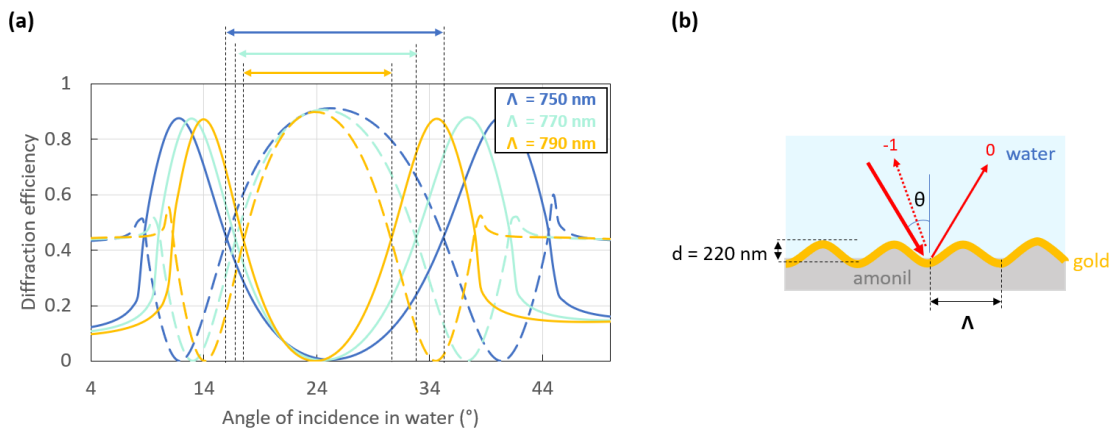 (a)
Λ = 750 nm
Λ = 770 nm
Λ = 790 nm
Diffraction efficiency
1
0.8
0.6
0.4
0.2
0
4
14
24
34
44
Angle of incidence in water (°)
(b)
-1
0
water
θ
d = 220 nm
gold
amonil
Λ